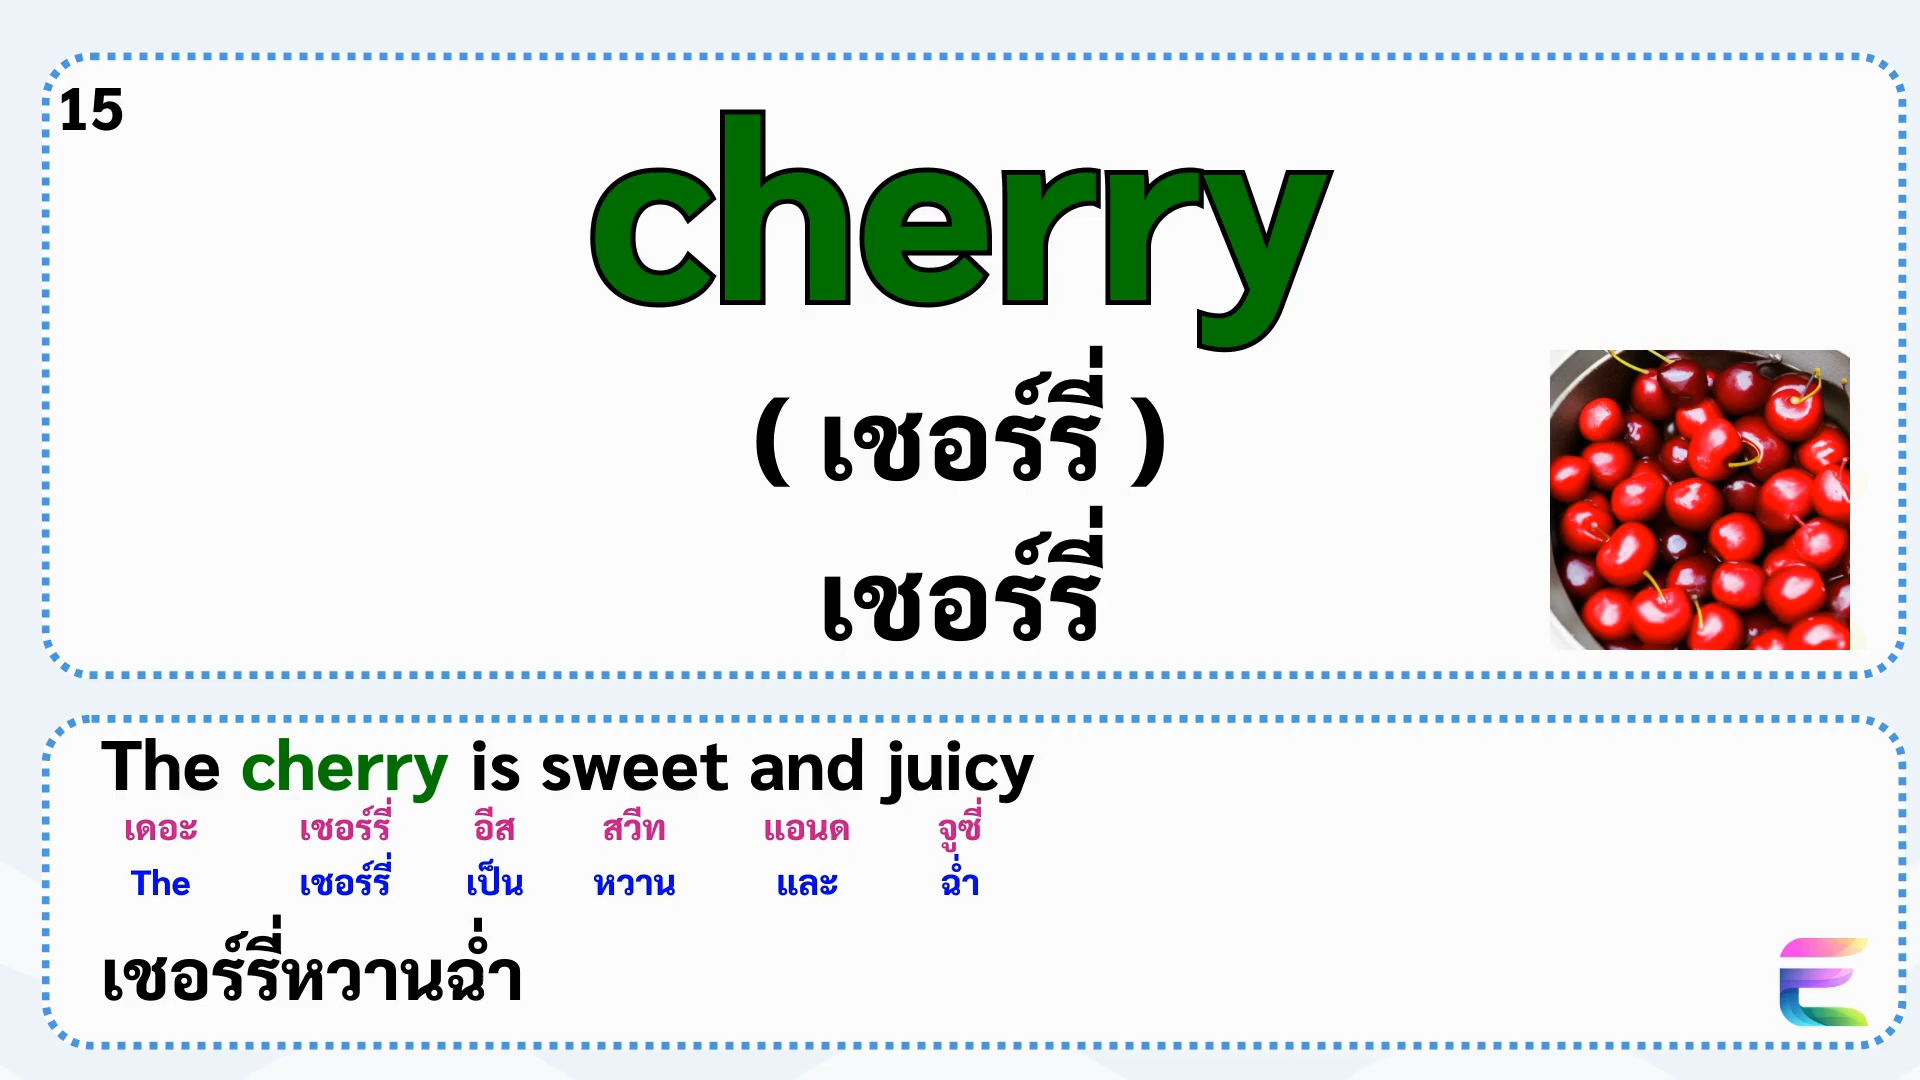 15
cherry
( เชอร์รี่ )
เชอร์รี่
The cherry is sweet and juicy
เดอะ เชอร์รี่ อีส สวีท แอนด จูซี่
The เชอร์รี่ เป็น หวาน และ ฉ่ำ
เชอร์รี่หวานฉ่ำ